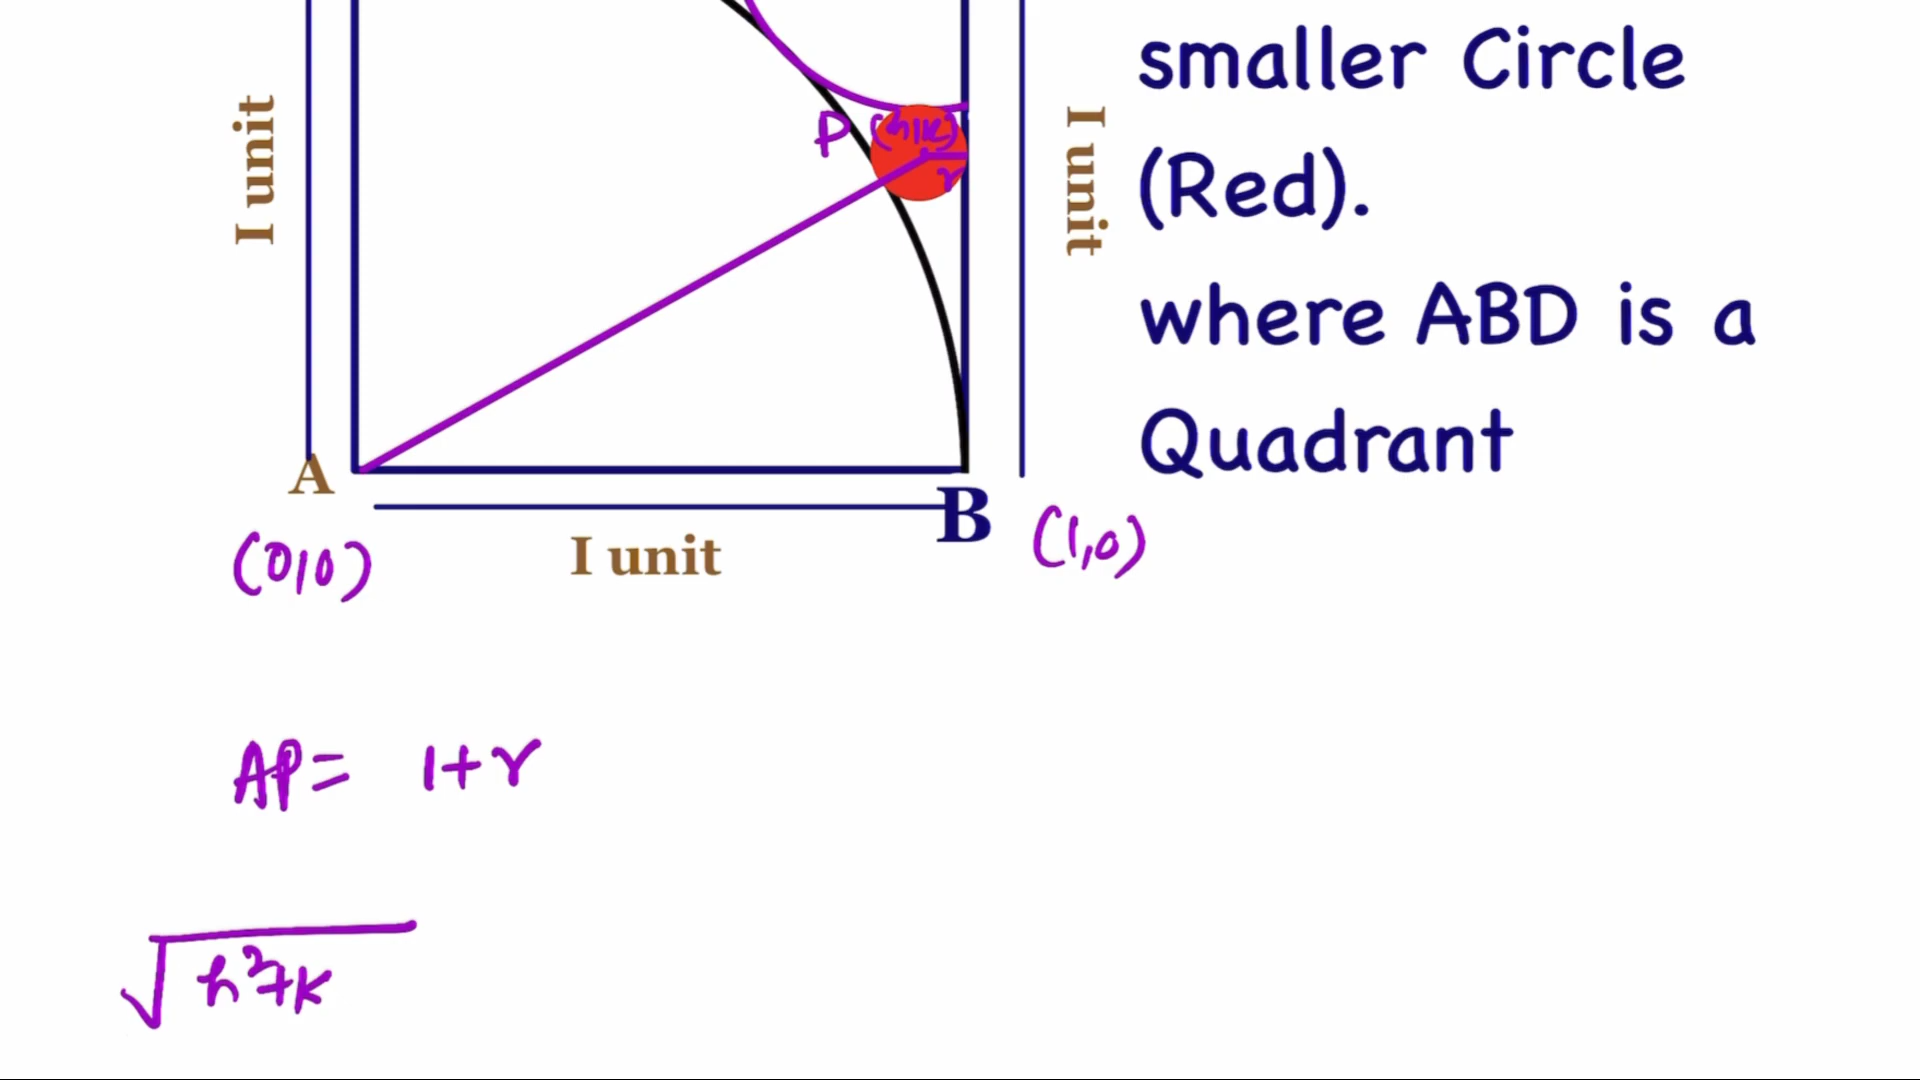 smaller Circle
(Red).
where ABD is a
Quadrant
I unit
I unit
P (h,k)
r
A
B
(0,0)
I unit
(1,0)
AP = 1+r
√h²+k